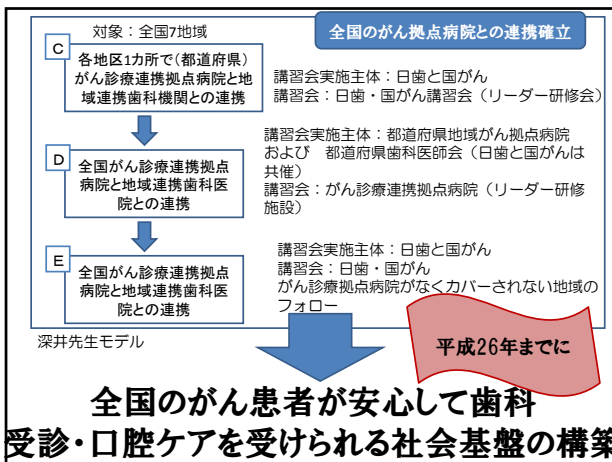 対象：全国7地域
全国のがん拠点病院との連携確立
C
各地区1カ所で(都道府県)
がん診療連携拠点病院と地
域連携歯科機関との連携
講習会実施主体：日歯と国がん
講習会：日歯・国がん講習会（リーダー研修会）
D
全国がん診療連携拠点
病院と地域連携歯科医
院との連携
講習会実施主体：都道府県地域がん拠点病院
および　都道府県歯科医師会（日歯と国がんは
共催）
講習会：がん診療連携拠点病院（リーダー研修
施設）
E
全国がん診療連携拠点
病院と地域連携歯科医
院との連携
講習会実施主体：日歯と国がん
講習会：日歯・国がん
がん診療拠点病院がなくカバーされない地域の
フォロー
深井先生モデル
平成26年までに
全国のがん患者が安心して歯科
受診・口腔ケアを受けられる社会基盤の構築